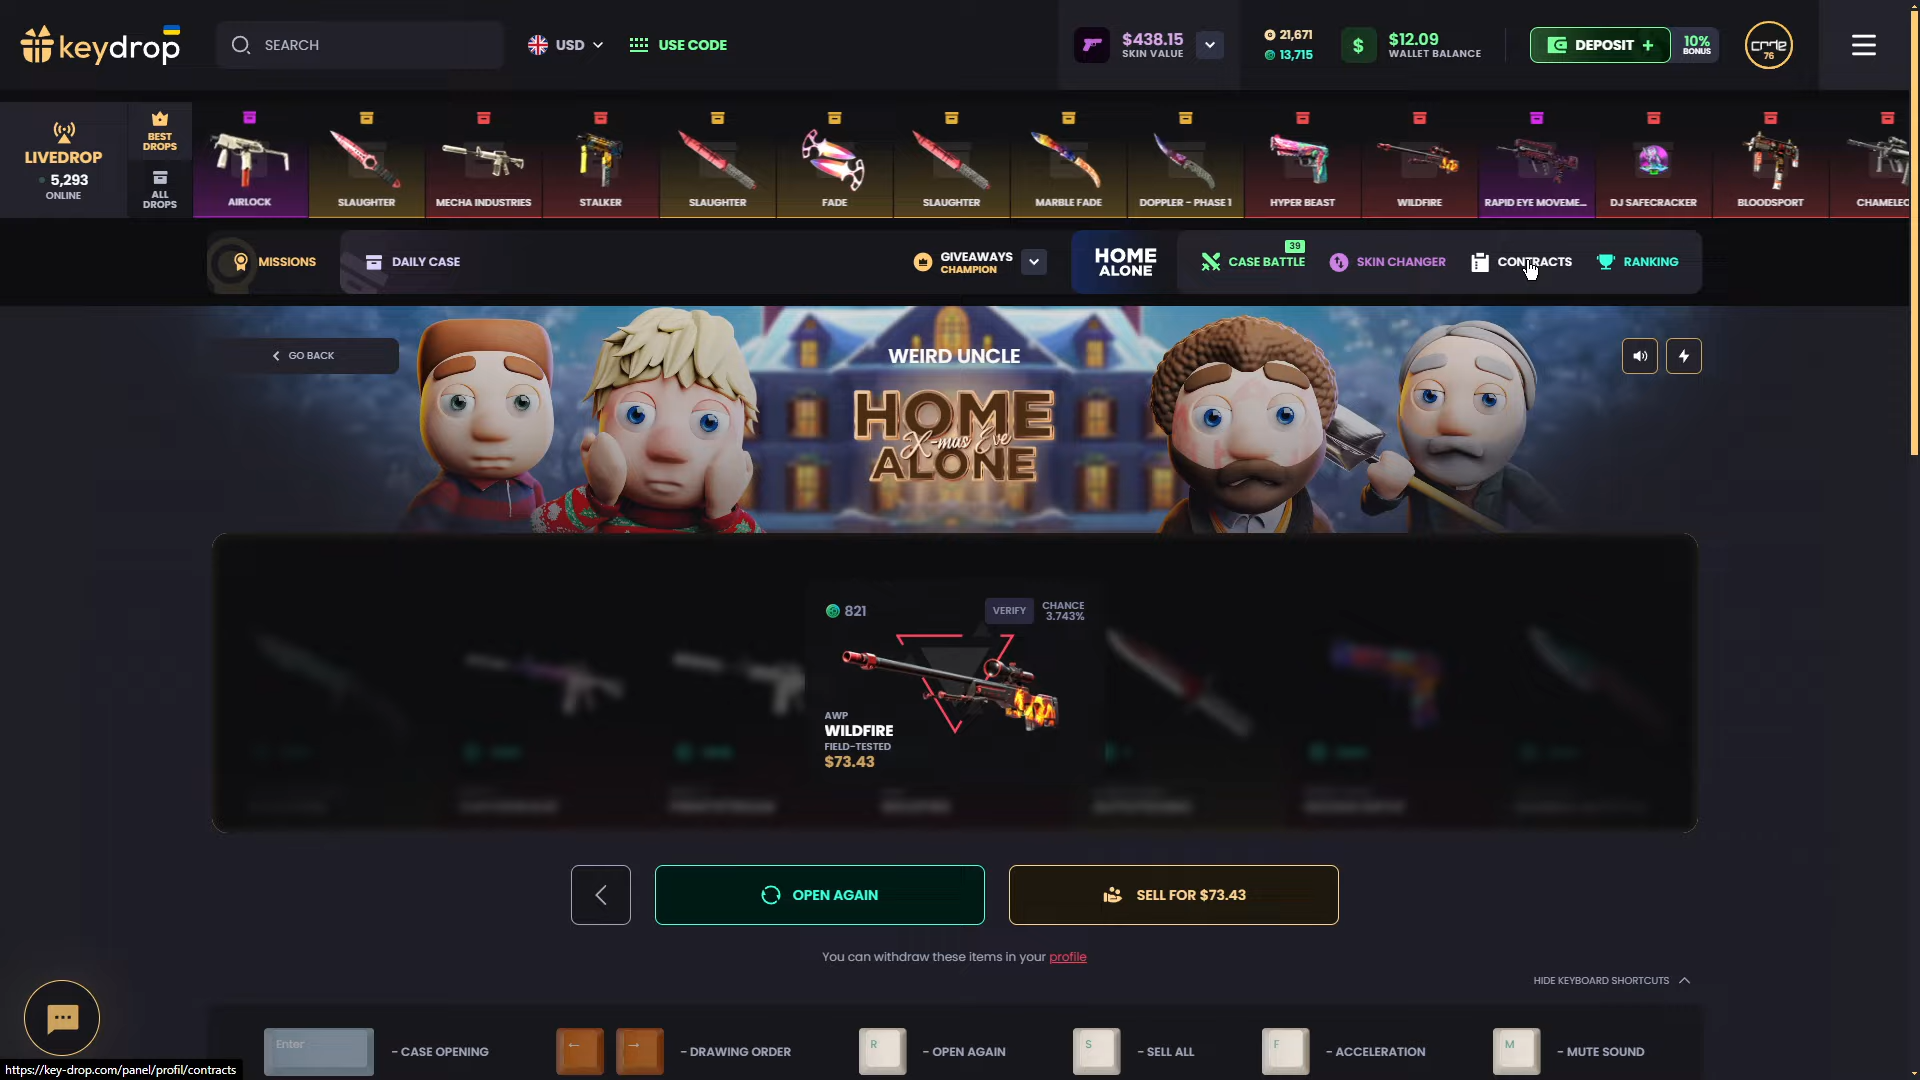 keydrop
SEARCH
USD
USE CODE
$438.15
SKIN VALUE
21,671
13,715
$
$12.09
WALLET BALANCE
DEPOSIT +
10%
BONUS
76
LIVEDROP
5,293
ONLINE
BEST
DROPS
ALL
DROPS
AIRLOCK
SLAUGHTER
MECHA INDUSTRIES
STALKER
SLAUGHTER
FADE
SLAUGHTER
MARBLE FADE
DOPPLER - PHASE 1
HYPER BEAST
WILDFIRE
RAPID EYE MOVEME...
DJ SAFECRACKER
BLOODSPORT
MISSIONS
DAILY CASE
GIVEAWAYS
CHAMPION
HOME
ALONE
39
CASE BATTLE
SKIN CHANGER
CONTRACTS
RANKING
GO BACK
WEIRD UNCLE
HOME
X-mas Eve
ALONE
821
VERIFY
CHANCE
3.743%
AWP
WILDFIRE
FIELD-TESTED
$73.43
OPEN AGAIN
SELL FOR $73.43
You can withdraw these items in your profile
HIDE KEYBOARD SHORTCUTS
Enter
- CASE OPENING
←
→
- DRAWING ORDER
R
- OPEN AGAIN
S
- SELL ALL
F
- ACCELERATION
M
- MUTE SOUND
https://key-drop.com/panel/profil/contracts